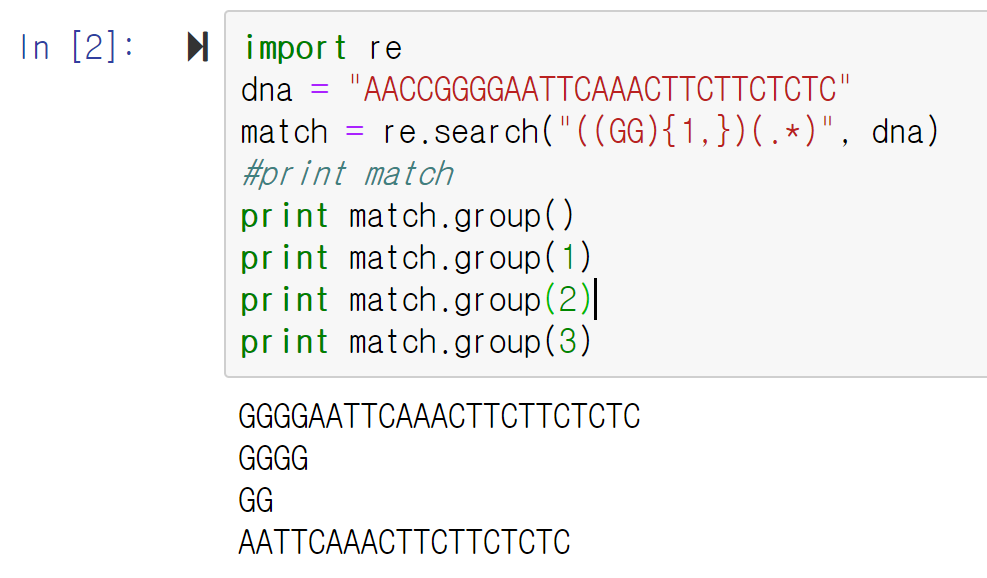 In [2]:
import re
dna = "AACCGGGGAATTCAAACTTCTTCTCTC"
match = re.search("((GG){1,})(.*)", dna)
#print match
print match.group()
print match.group(1)
print match.group(2)
print match.group(3)
GGGGAATTCAAACTTCTTCTCTC
GGGG
GG
AATTCAAACTTCTTCTCTC